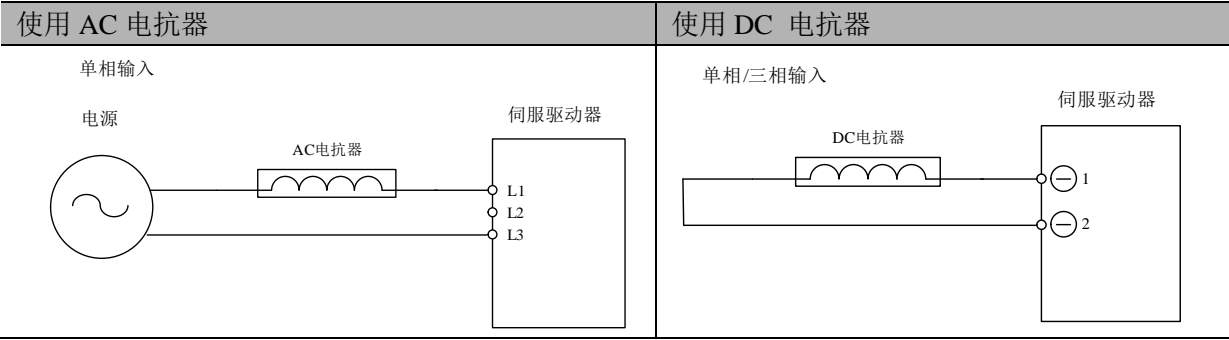 使用 AC 电抗器
单相输入
电源
AC电抗器
伺服驱动器
L1
L2
L3
使用 DC 电抗器
单相/三相输入
DC电抗器
伺服驱动器
1
2